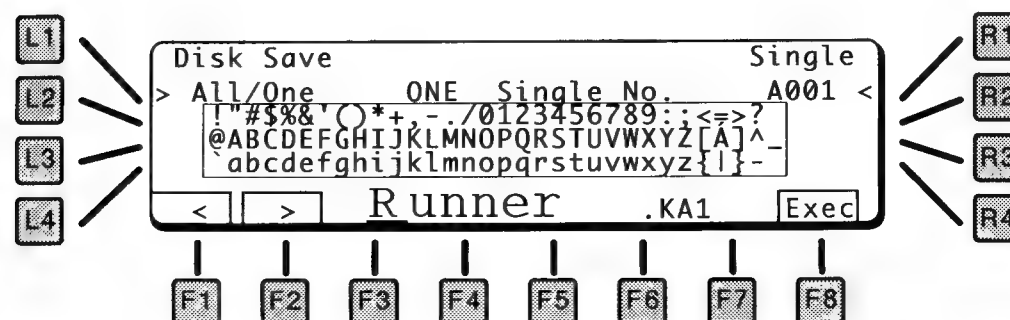 L1
L2
L3
L4
Disk Save Single
> All/One ONE Single No. A001 <
!"#$%&'()*+,-./0123456789:;<=>?
@ABCDEFGHIJKLMNOPQRSTUVWXYZ[Á]^_
`abcdefghijklmnopqrstuvwxyz{|}-
< > Runner .KA1 Exec
R1
R2
R3
R4
F1 F2 F3 F4 F5 F6 F7 F8